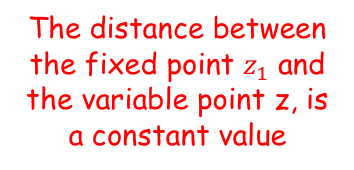 The distance between
the fixed point z₁ and
the variable point z, is
a constant value